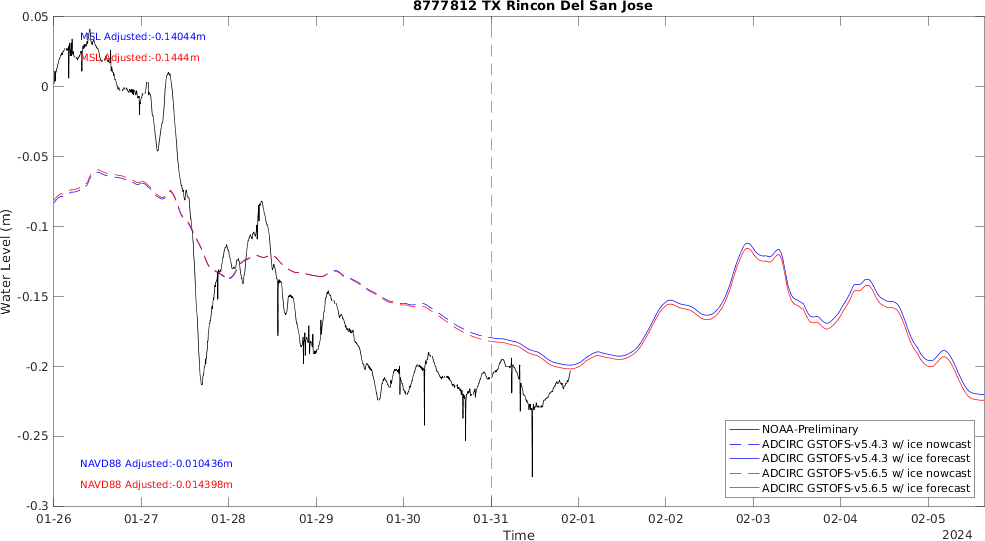 8777812 TX Rincon Del San Jose
0.05
0
-0.05
-0.1
-0.15
-0.2
-0.25
-0.3
Water Level (m)
MSL Adjusted:-0.14044m
MSL Adjusted:-0.1444m
NAVD88 Adjusted:-0.010436m
NAVD88 Adjusted:-0.014398m
NOAA-Preliminary
ADCIRC GSTOFS-v5.4.3 w/ ice nowcast
ADCIRC GSTOFS-v5.4.3 w/ ice forecast
ADCIRC GSTOFS-v5.6.5 w/ ice nowcast
ADCIRC GSTOFS-v5.6.5 w/ ice forecast
01-26 01-27 01-28 01-29 01-30 01-31 02-01 02-02 02-03 02-04 02-05
Time
2024